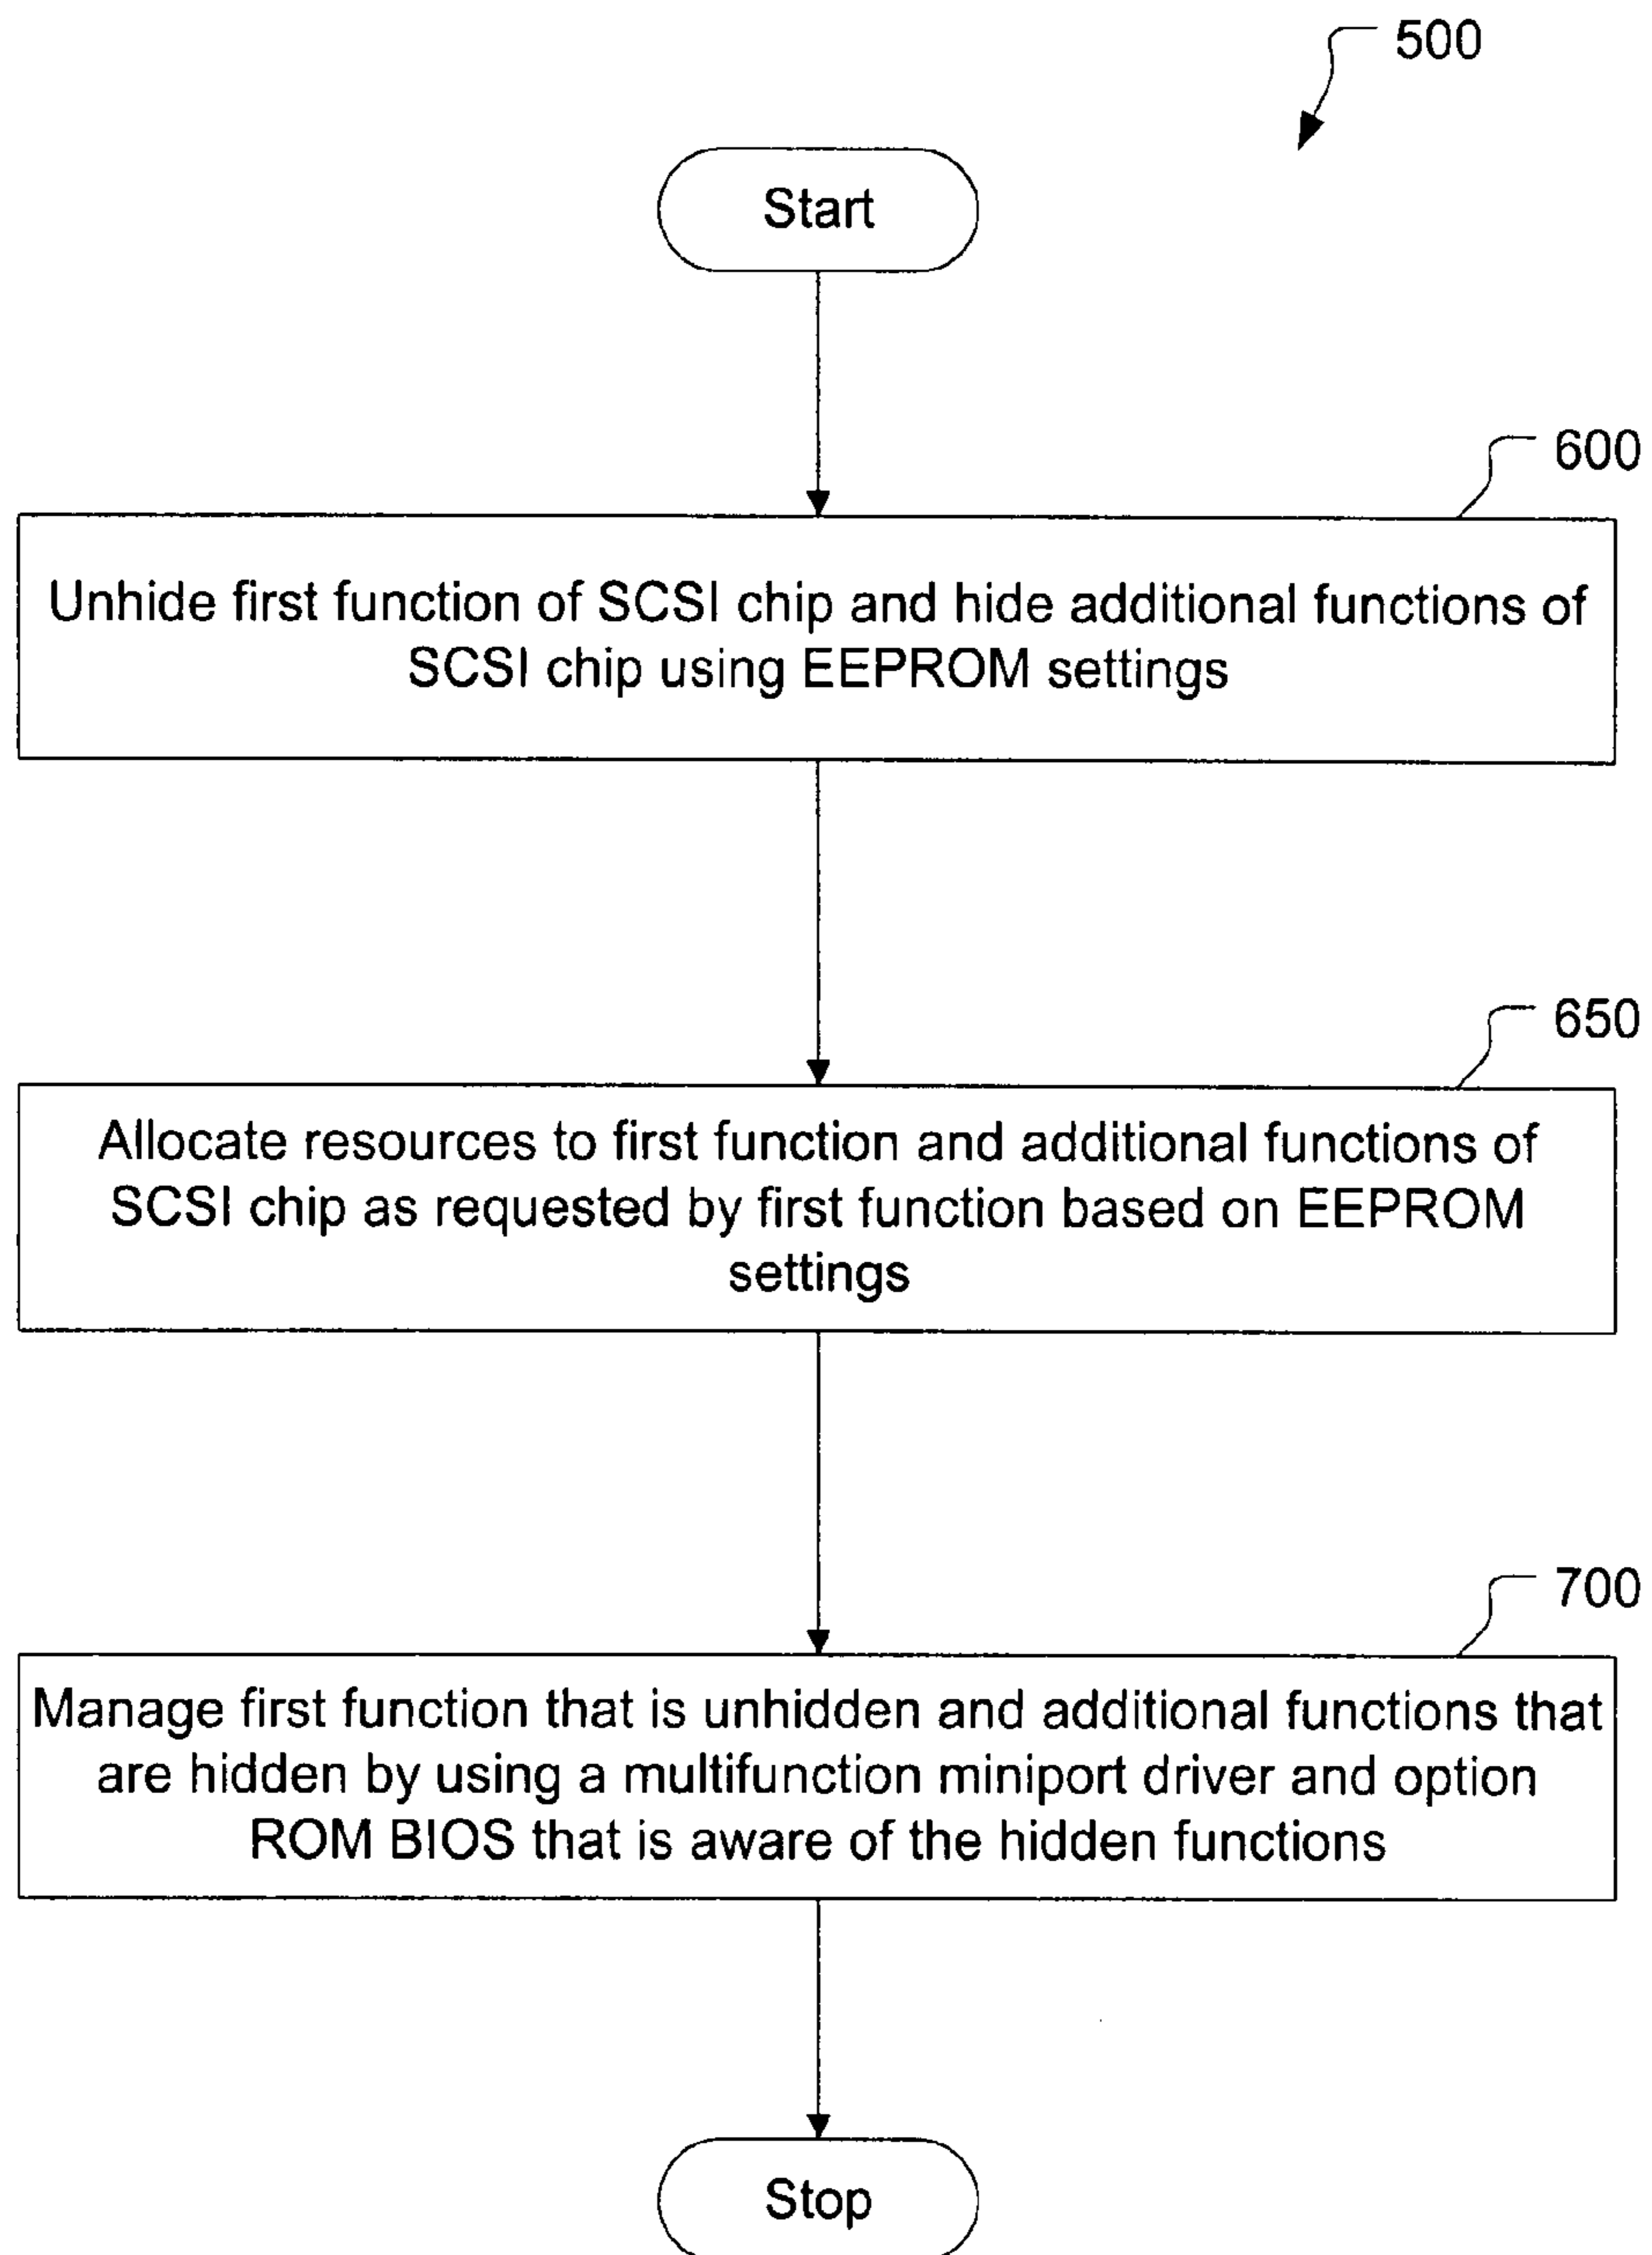 500
Start
600
Unhide first function of SCSI chip and hide additional functions of
SCSI chip using EEPROM settings
650
Allocate resources to first function and additional functions of
SCSI chip as requested by first function based on EEPROM
settings
700
Manage first function that is unhidden and additional functions that
are hidden by using a multifunction miniport driver and option
ROM BIOS that is aware of the hidden functions
Stop